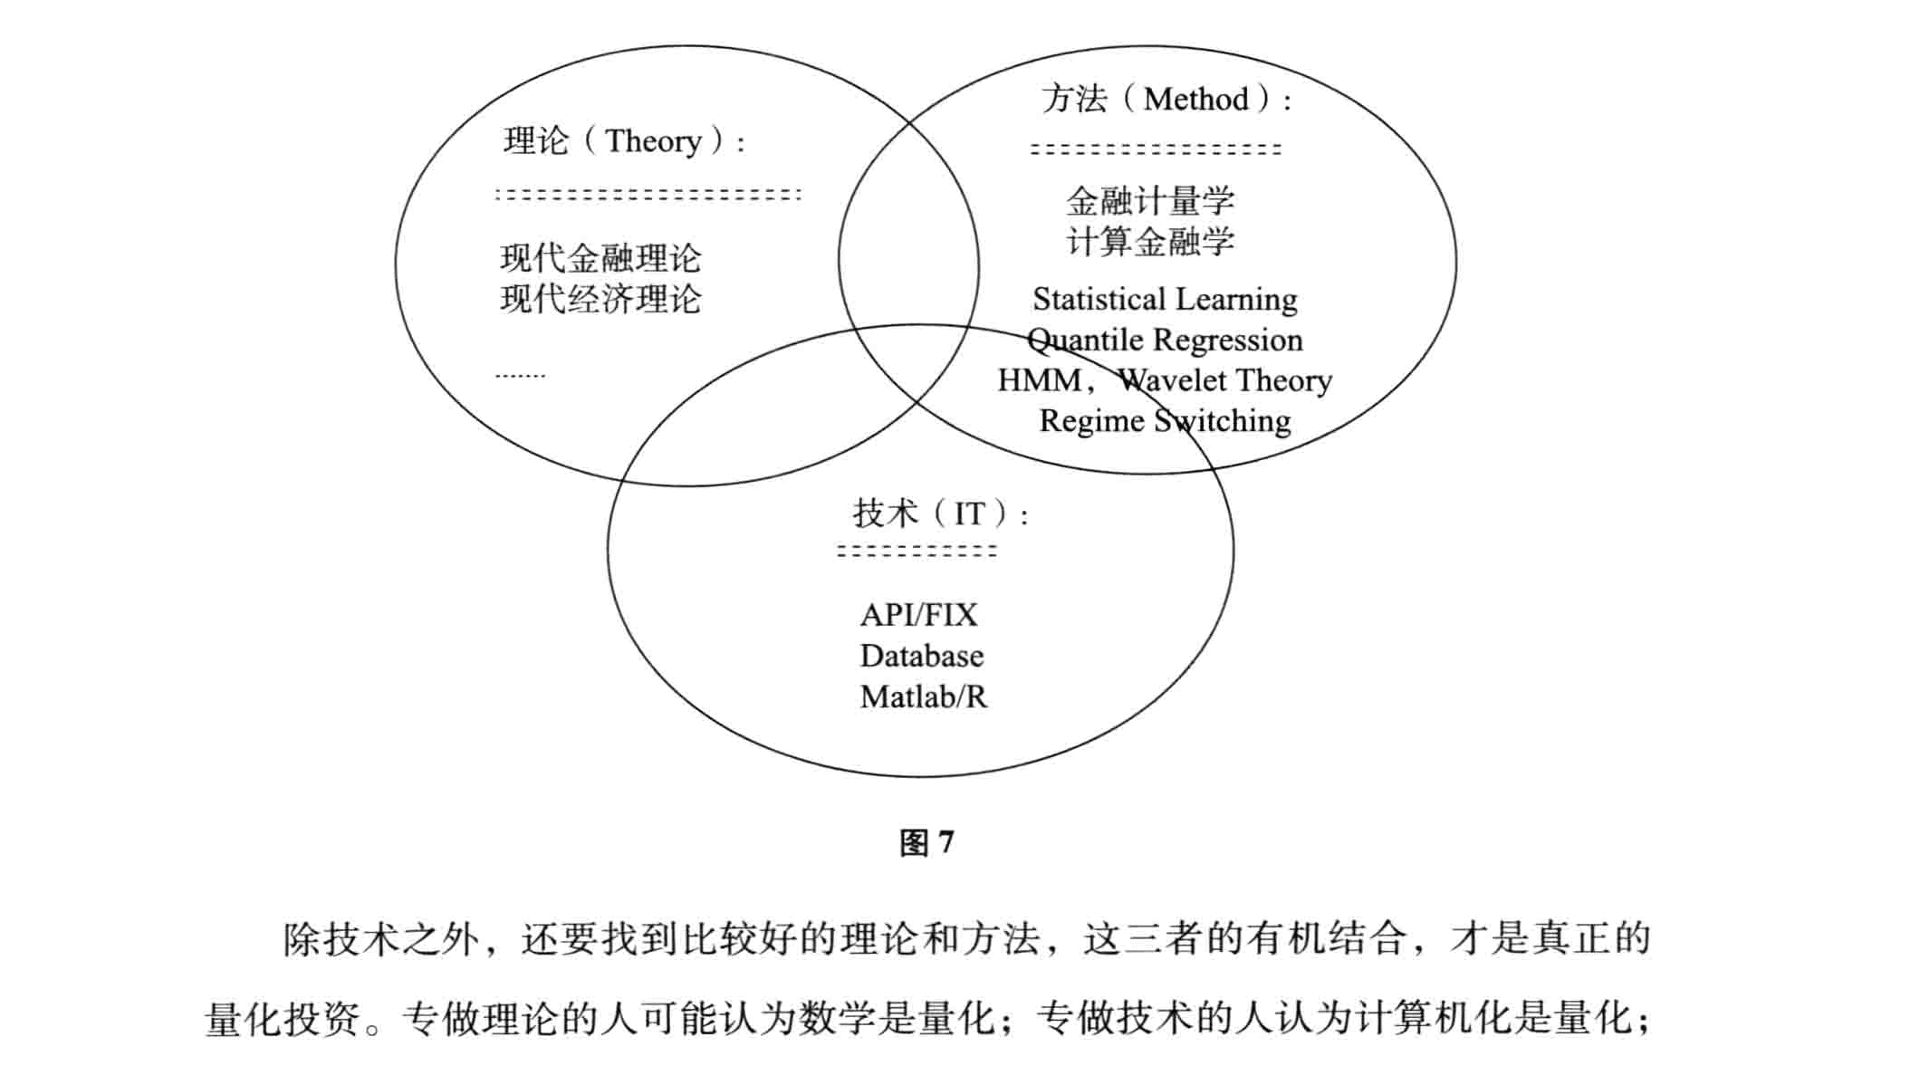 理论（Theory）:
现代金融理论
现代经济理论
.......
方法（Method）:
金融计量学
计算金融学
Statistical Learning
Quantile Regression
HMM，Wavelet Theory
Regime Switching
技术（IT）:
API/FIX
Database
Matlab/R
图 7
除技术之外，还要找到比较好的理论和方法，这三者的有机结合，才是真正的
量化投资。专做理论的人可能认为数学是量化；专做技术的人认为计算机化是量化；